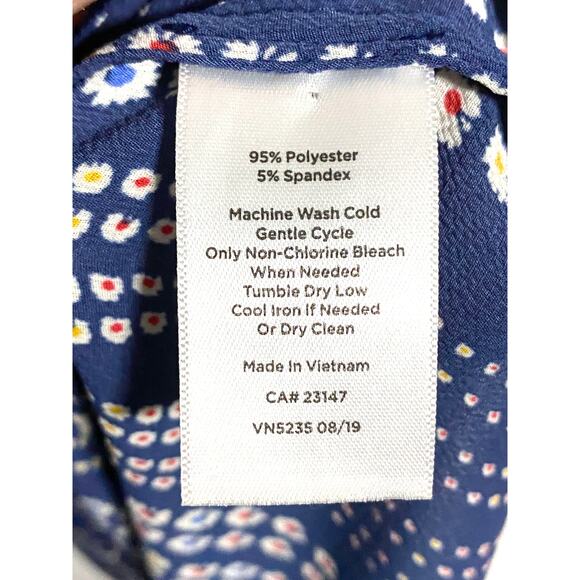 95% Polyester
5% Spandex
Machine Wash Cold
Gentle Cycle
Only Non-Chlorine Bleach
When Needed
Tumble Dry Low
Cool Iron If Needed
Or Dry Clean
Made In Vietnam
CA# 23147
VN5235 08/19